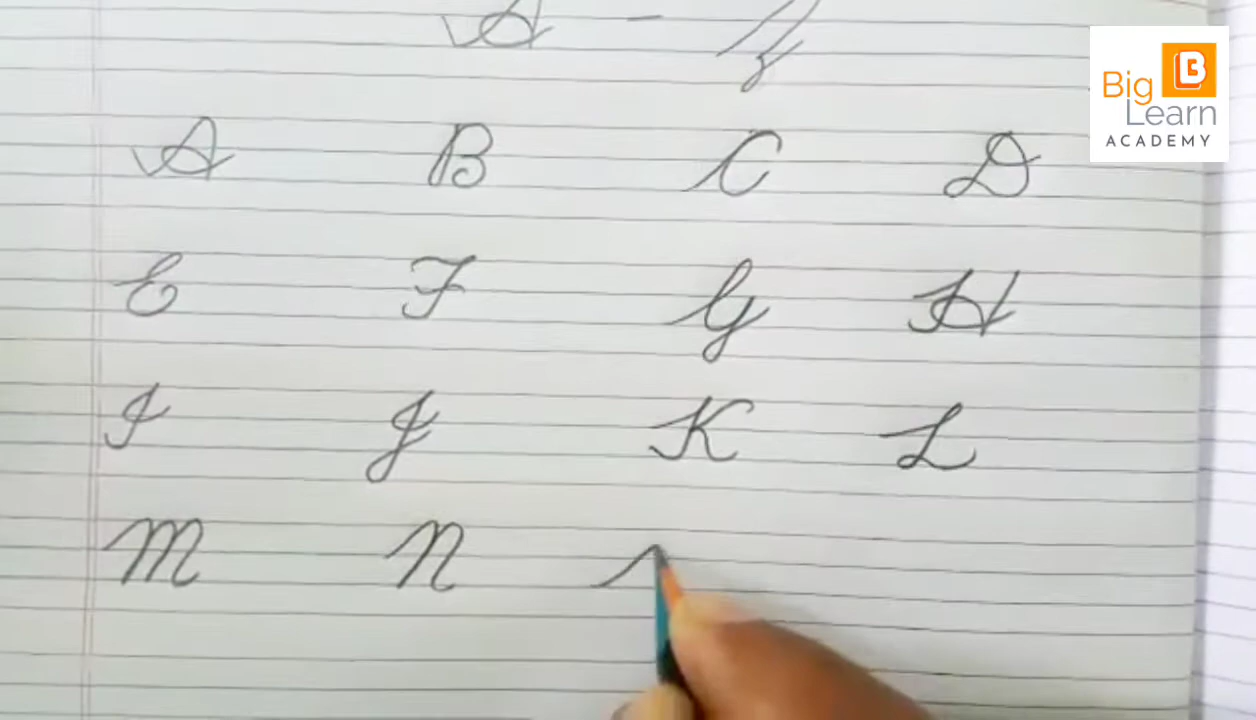 A - Z
Big B
Learn
ACADEMY
A B C D
E F G H
I J K L
M N